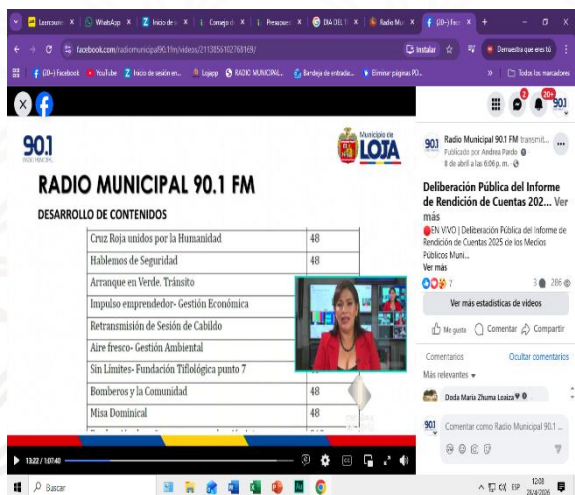 WhatsApp
Inicio de s
Consejo d
Presupues
DIA DEL T
Radio Mu
(20+) Face
facebook.com/radiomunicipal90.1fm/videos/2113856102768169/
Instalar
Demuestra que eres tú
(20+) Facebook
YouTube
Inicio de sesión en...
Lojapp
RADIO MUNICIPAL...
Bandeja de entrada...
Eliminar páginas PD...
Todos los marcadores
90.1
Municipio de
LOJA
RADIO MUNICIPAL 90.1 FM
DESARROLLO DE CONTENIDOS
Cruz Roja unidos por la Humanidad 48
Hablemos de Seguridad 48
Arranque en Verde. Tránsito
Impulso emprendedor- Gestión Económica
Retransmisión de Sesión de Cabildo
Aire fresco- Gestión Ambiental
Sin Límites- Fundación Tiflológica punto 7
Bomberos y la Comunidad 48
Misa Dominical 48
13:22 / 1:07:40
20+
901
Radio Municipal 90.1 FM transmit...
Publicado por Andrea Pardo
8 de abril a las 6:06 p. m.
Deliberación Pública del Informe
de Rendición de Cuentas 202... Ver
más
EN VIVO | Deliberación Pública del Informe de
Rendición de Cuentas 2025 de los Medios
Públicos Muni...
Ver más
7 3 286
Ver más estadísticas de videos
Me gusta Comentar Compartir
Comentarios Ocultar comentarios
Más relevantes
Doda Maria Zhuma Loaiza
Comentar como Radio Municipal 90.1 ...
Buscar
ESP
12:08
28/4/2026